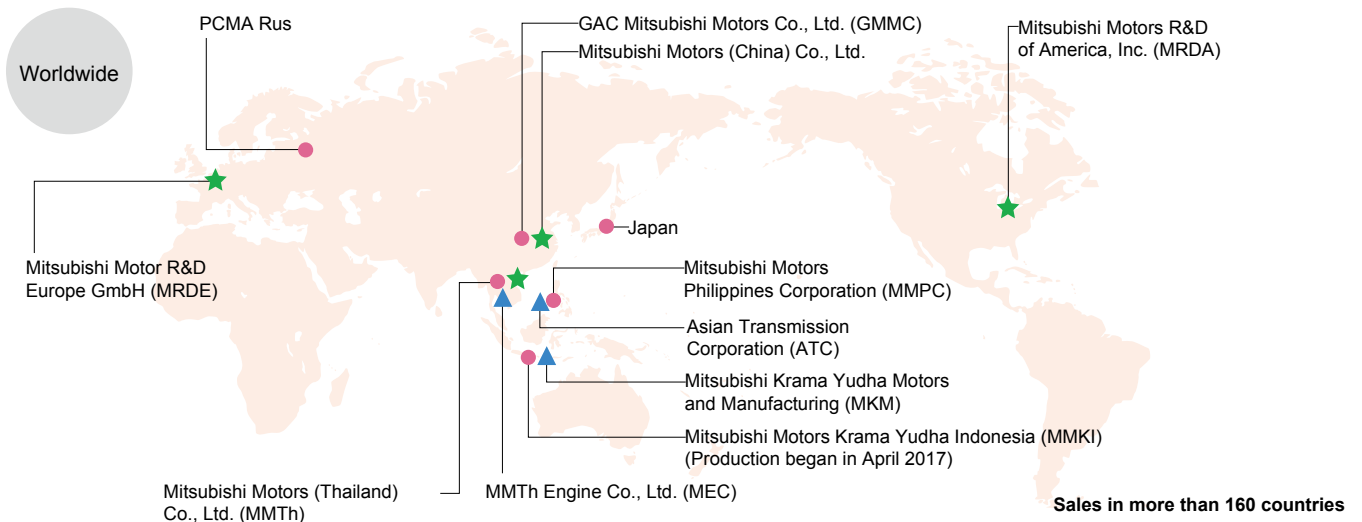 Worldwide
PCMA Rus
GAC Mitsubishi Motors Co., Ltd. (GMMC)
Mitsubishi Motors (China) Co., Ltd.
Mitsubishi Motors R&D
of America, Inc. (MRDA)
Japan
Mitsubishi Motor R&D
Europe GmbH (MRDE)
Mitsubishi Motors
Philippines Corporation (MMPC)
Asian Transmission
Corporation (ATC)
Mitsubishi Krama Yudha Motors
and Manufacturing (MKM)
Mitsubishi Motors Krama Yudha Indonesia (MMKI)
(Production began in April 2017)
Mitsubishi Motors (Thailand)
Co., Ltd. (MMTh)
MMTh Engine Co., Ltd. (MEC)
Sales in more than 160 countries